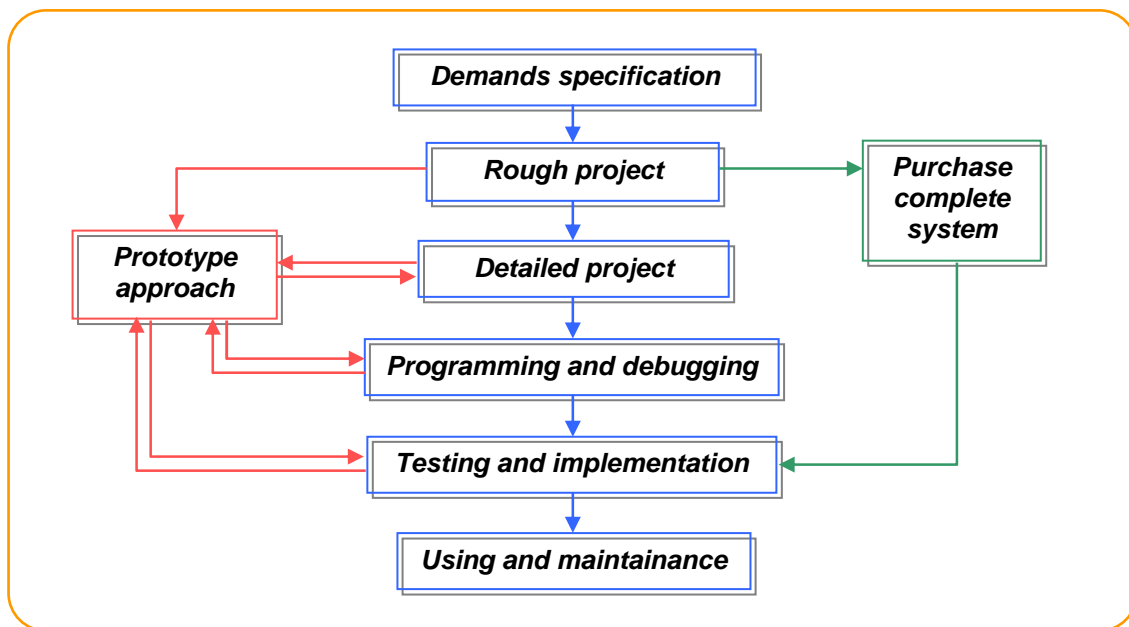 Demands specification
Rough project
Purchase
complete
system
Prototype
approach
Detailed project
Programming and debugging
Testing and implementation
Using and maintainance